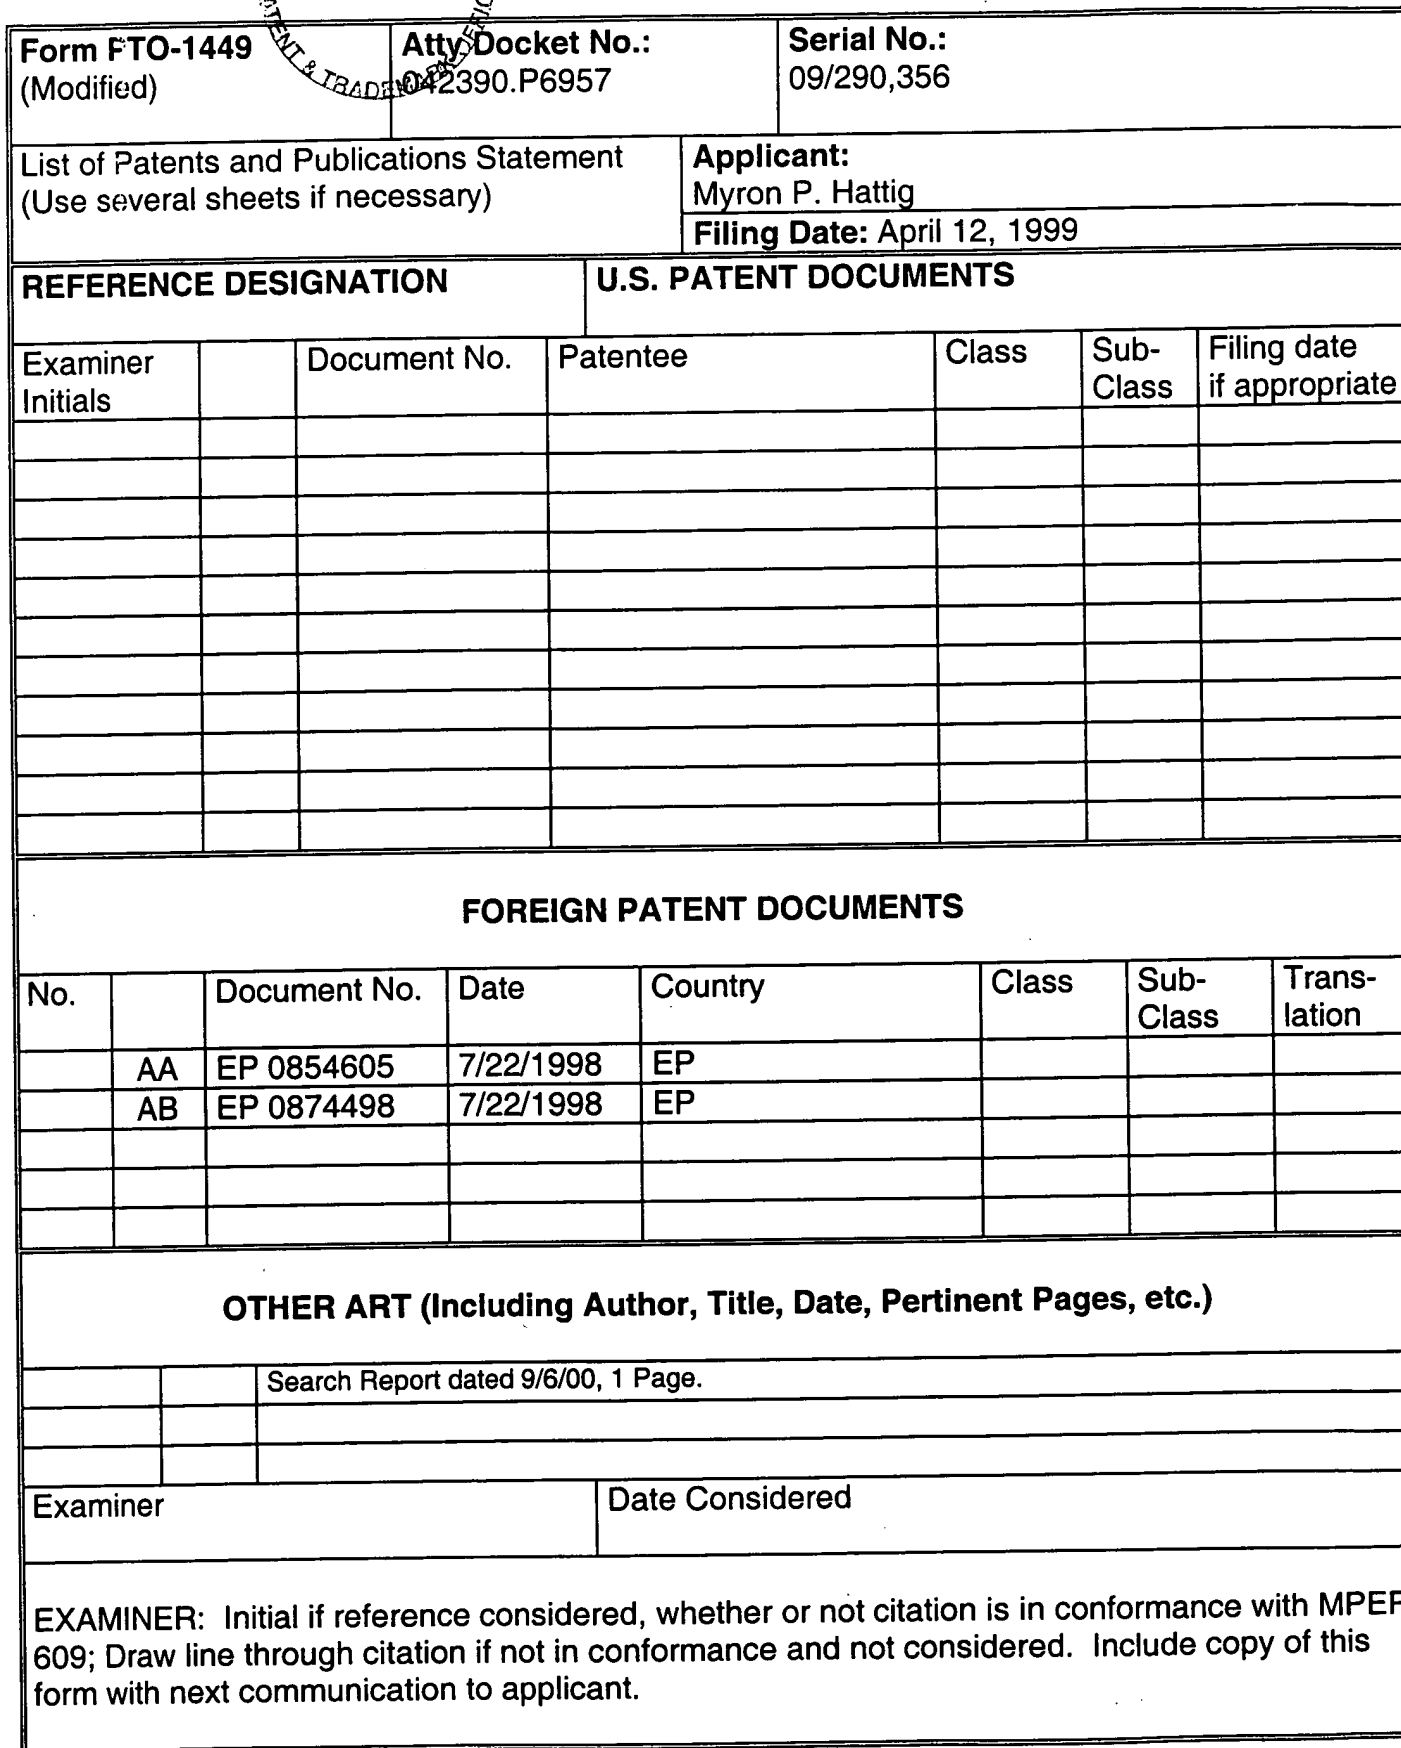 Form PTO-1449
(Modified)
Atty Docket No.:
042390.P6957
Serial No.:
09/290,356
PATENT & TRADEMARK OFFICE
List of Patents and Publications Statement
(Use several sheets if necessary)
Applicant:
Myron P. Hattig
Filing Date: April 12, 1999
REFERENCE DESIGNATION
U.S. PATENT DOCUMENTS
Examiner
Initials
Document No.
Patentee
Class
Sub-
Class
Filing date
if appropriate
FOREIGN PATENT DOCUMENTS
No.
Document No.
Date
Country
Class
Sub-
Class
Trans-
lation
AA EP 0854605 7/22/1998 EP
AB EP 0874498 7/22/1998 EP
OTHER ART (Including Author, Title, Date, Pertinent Pages, etc.)
Search Report dated 9/6/00, 1 Page.
Examiner
Date Considered
EXAMINER: Initial if reference considered, whether or not citation is in conformance with MPEP
609; Draw line through citation if not in conformance and not considered. Include copy of this
form with next communication to applicant.